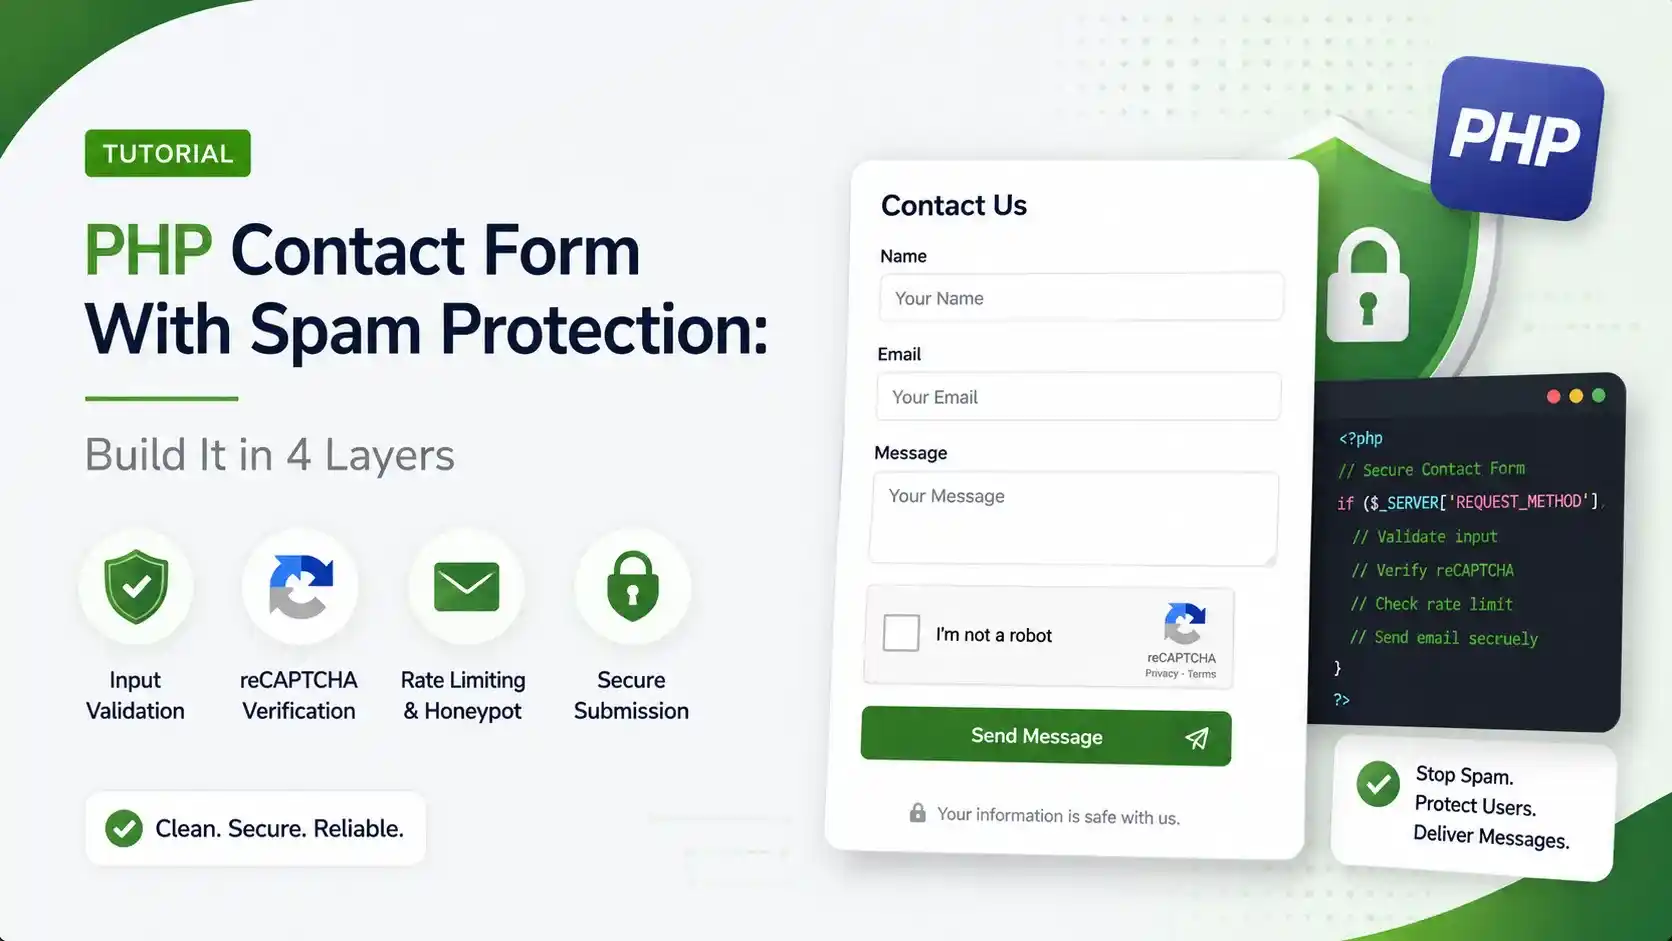 TUTORIAL
PHP Contact Form
With Spam Protection:
Build It in 4 Layers
Input
Validation
reCAPTCHA
Verification
Rate Limiting
& Honeypot
Secure
Submission
Clean. Secure. Reliable.
Contact Us
Name
Your Name
Email
Your Email
Message
Your Message
I'm not a robot
reCAPTCHA
Privacy - Terms
Send Message
Your information is safe with us.
PHP
<?php
// Secure Contact Form
if ($_SERVER['REQUEST_METHOD']
// Validate input
// Verify reCAPTCHA
// Check rate limit
// Send email secruely
}
?>
Stop Spam.
Protect Users.
Deliver Messages.